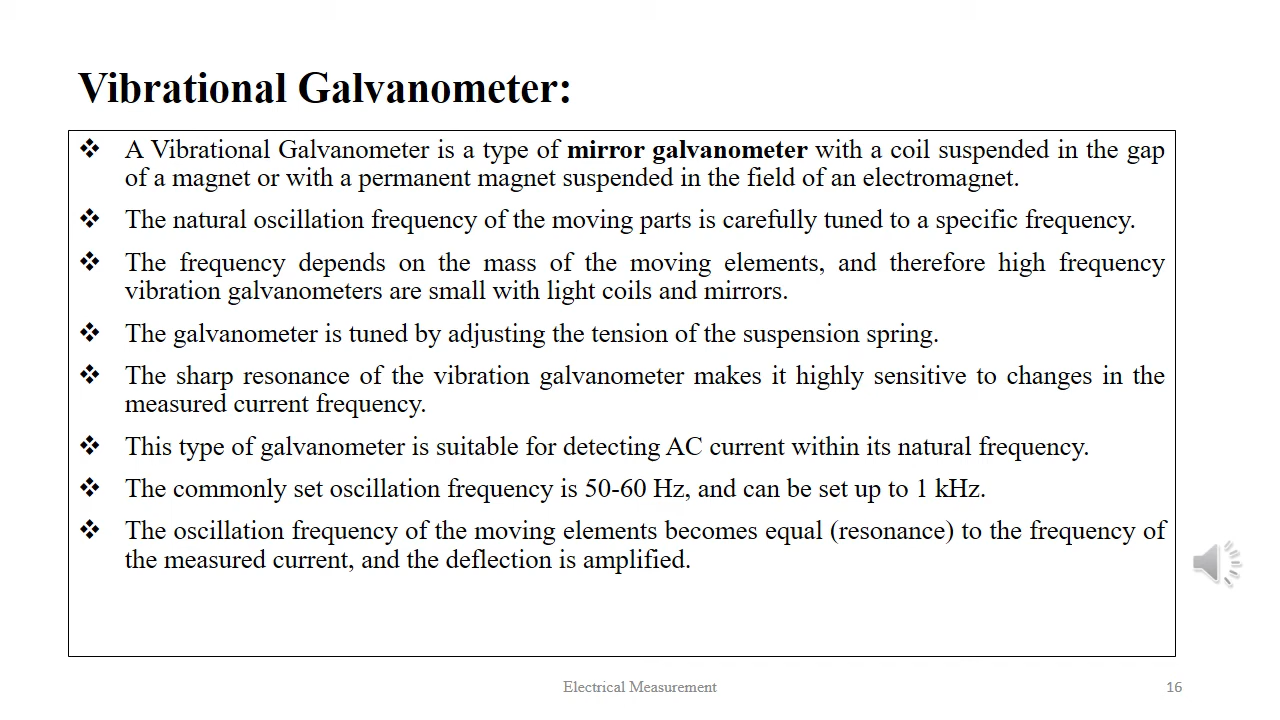 Vibrational Galvanometer:
❖ A Vibrational Galvanometer is a type of mirror galvanometer with a coil suspended in the gap
of a magnet or with a permanent magnet suspended in the field of an electromagnet.
❖ The natural oscillation frequency of the moving parts is carefully tuned to a specific frequency.
❖ The frequency depends on the mass of the moving elements, and therefore high frequency
vibration galvanometers are small with light coils and mirrors.
❖ The galvanometer is tuned by adjusting the tension of the suspension spring.
❖ The sharp resonance of the vibration galvanometer makes it highly sensitive to changes in the
measured current frequency.
❖ This type of galvanometer is suitable for detecting AC current within its natural frequency.
❖ The commonly set oscillation frequency is 50-60 Hz, and can be set up to 1 kHz.
❖ The oscillation frequency of the moving elements becomes equal (resonance) to the frequency of
the measured current, and the deflection is amplified.
Electrical Measurement
16